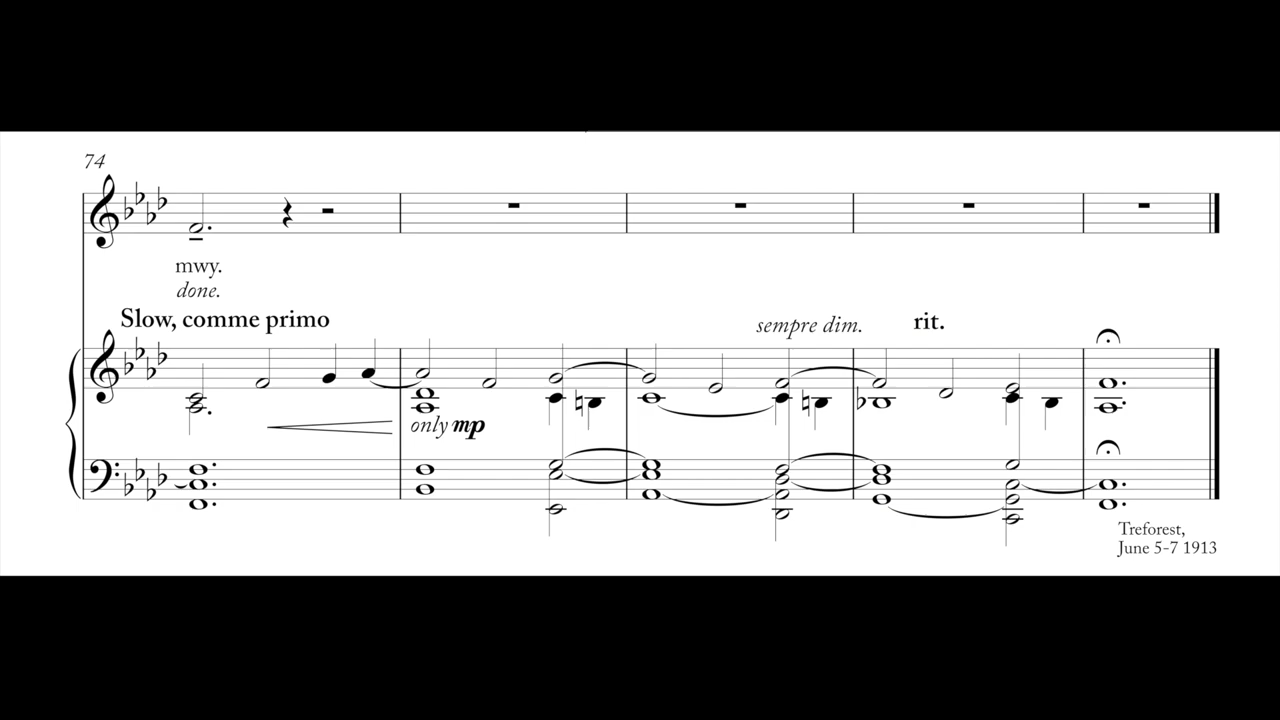 74
mwy.
done.
Slow, comme primo
sempre dim.
rit.
only mp
Treforest,
June 5-7 1913